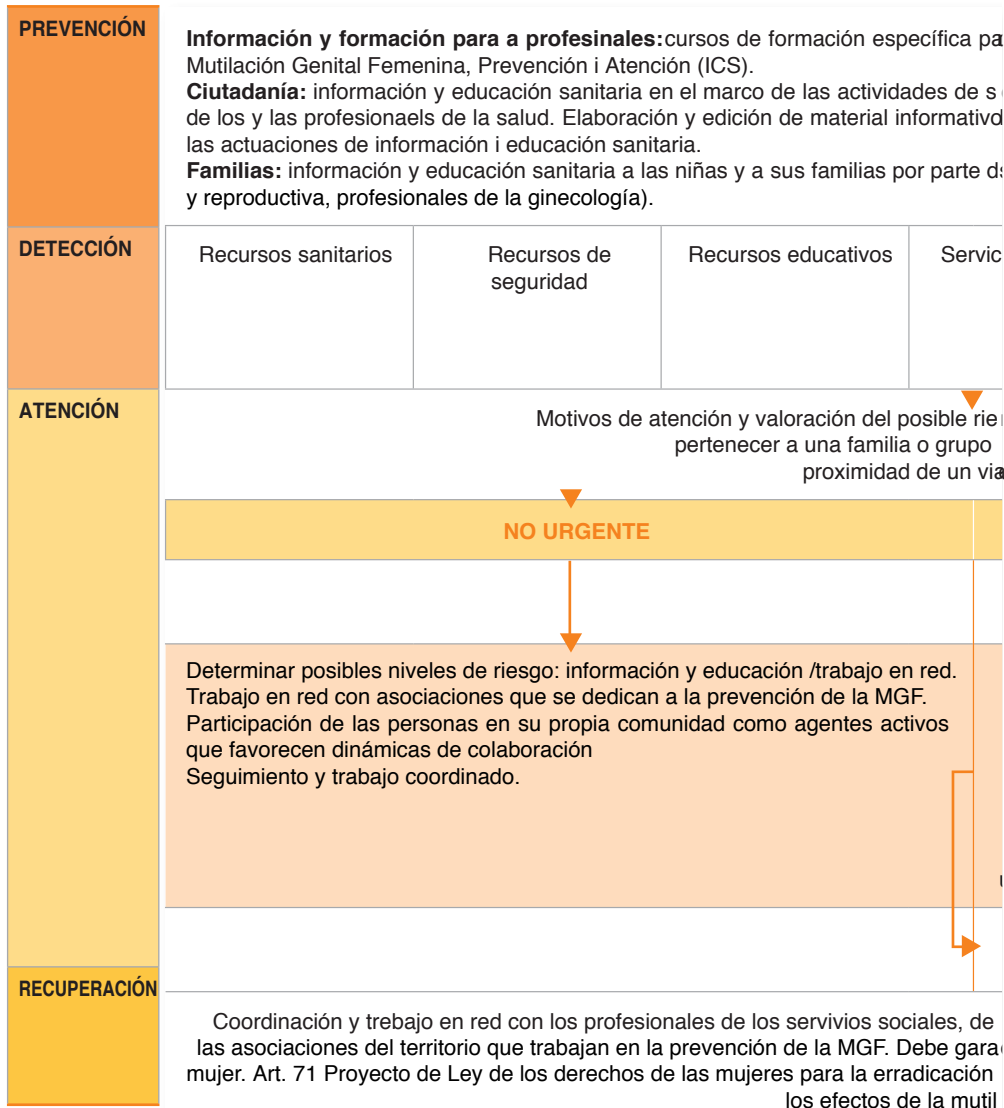 PREVENCIÓN
Información y formación para a profesinales:cursos de formación específica
Mutilación Genital Femenina, Prevención i Atención (ICS).
Ciutadanía: información y educación sanitaria en el marco de las actividades de
de los y las profesionaels de la salud. Elaboración y edición de material
las actuaciones de información i educación sanitaria.
Familias: información y educación sanitaria a las niñas y a sus familias por parte
y reproductiva, profesionales de la ginecología).
DETECCIÓN
Recursos sanitarios
Recursos de
seguridad
Recursos educativos
ATENCIÓN
Motivos de atención y valoración del posible
pertenecer a una familia o grupo
proximidad de un
NO URGENTE
Determinar posibles niveles de riesgo: información y educación /trabajo en red.
Trabajo en red con asociaciones que se dedican a la prevención de la MGF.
Participación de las personas en su propia comunidad como agentes activos
que favorecen dinámicas de colaboración
Seguimiento y trabajo coordinado.
RECUPERACIÓN
Coordinación y trebajo en red con los profesionales de los servivios sociales, de
las asociaciones del territorio que trabajan en la prevención de la MGF. Debe
mujer. Art. 71 Proyecto de Ley de los derechos de las mujeres para la erradicación
los efectos de la